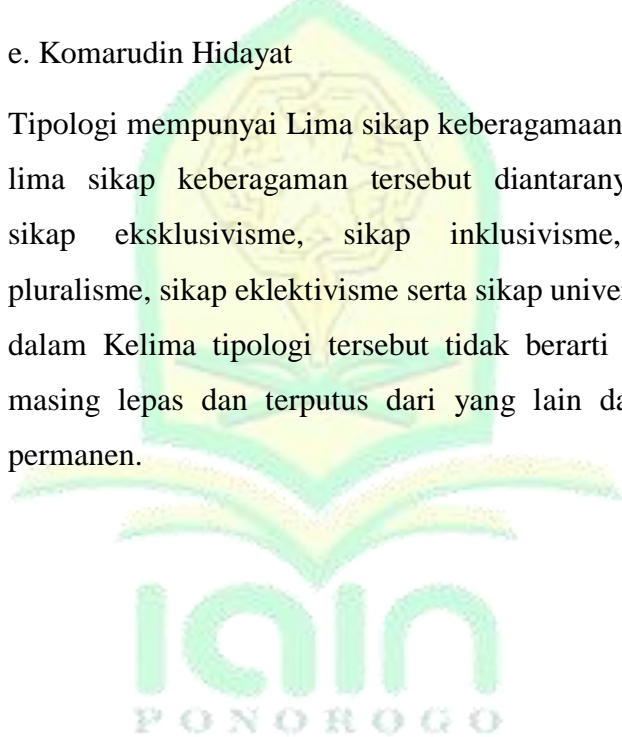 e. Komarudin Hidayat
Tipologi mempunyai Lima sikap keberagamaan
lima sikap keberagaman tersebut diantarany
sikap eksklusivisme, sikap inklusivisme,
pluralisme, sikap eklektivisme serta sikap univer
dalam Kelima tipologi tersebut tidak berarti
masing lepas dan terputus dari yang lain da
permanen.
iain
PONOROGO